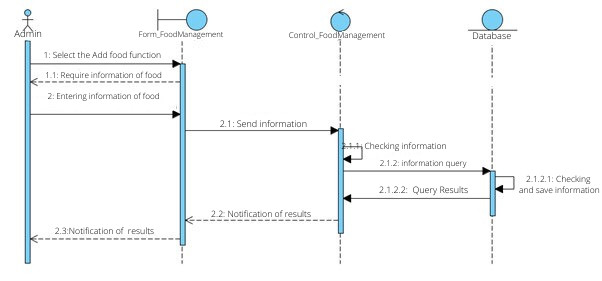 Admin
Form_FoodManagement
Control_FoodManagement
Database
1: Select the Add food function
1.1: Require information of food
2: Entering information of food
2.1: Send information
2.1.1: Checking information
2.1.2: information query
2.1.2.1: Checking
and save information
2.1.2.2: Query Results
2.2: Notification of results
2.3:Notification of results